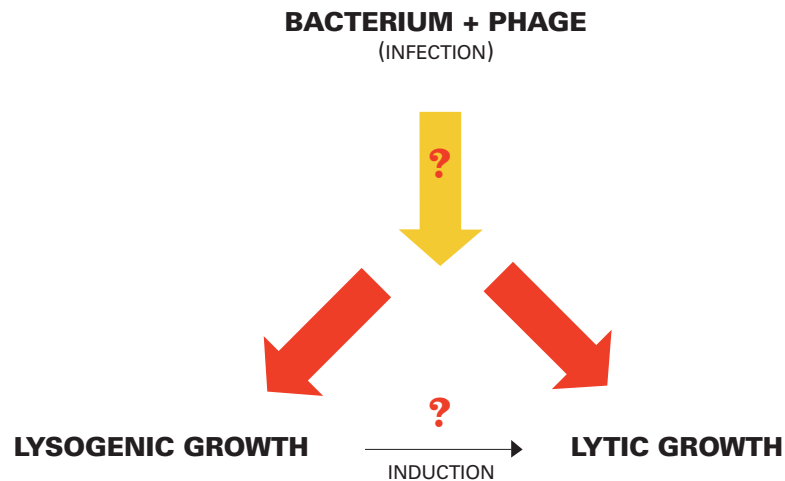 BACTERIUM + PHAGE
(INFECTION)
?
?
LYSOGENIC GROWTH
INDUCTION
LYTIC GROWTH